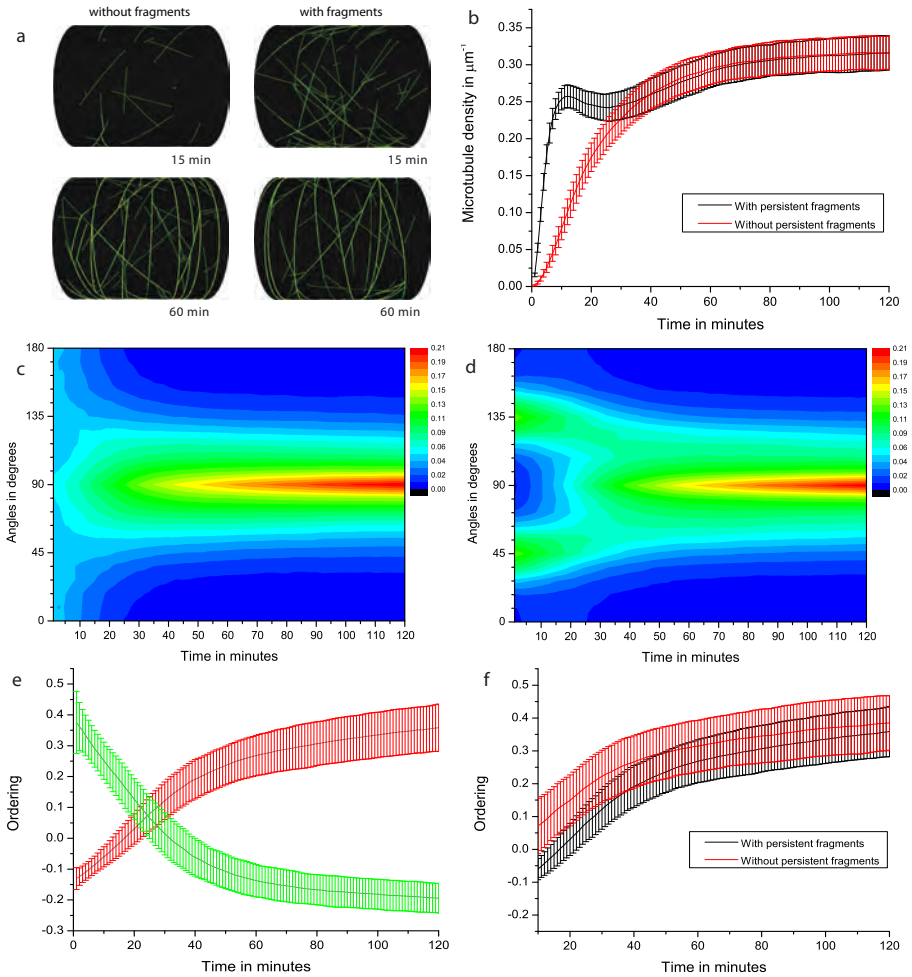 without fragments
with fragments
a
15 min
15 min
60 min
60 min
b
Microtubule density in μm⁻¹
0.35
0.30
0.25
0.20
0.15
0.10
0.05
0.00
With persistent fragments
Without persistent fragments
0 20 40 60 80 100 120
Time in minutes
c
Angles in degrees
180
135
90
45
0
0.21
0.19
0.17
0.15
0.13
0.11
0.09
0.08
0.06
0.04
0.02
0.00
10 20 30 40 50 60 70 80 90 100 110 120
Time in minutes
d
Angles in degrees
180
135
90
45
0
0.21
0.19
0.17
0.15
0.13
0.11
0.09
0.08
0.06
0.04
0.02
0.00
10 20 30 40 50 60 70 80 90 100 110 120
Time in minutes
e
Ordering
0.5
0.4
0.3
0.2
0.1
0.0
-0.1
-0.2
-0.3
0 20 40 60 80 100 120
Time in minutes
f
Ordering
0.5
0.4
0.3
0.2
0.1
0.0
-0.1
-0.2
With persistent fragments
Without persistent fragments
20 40 60 80 100 120
Time in minutes